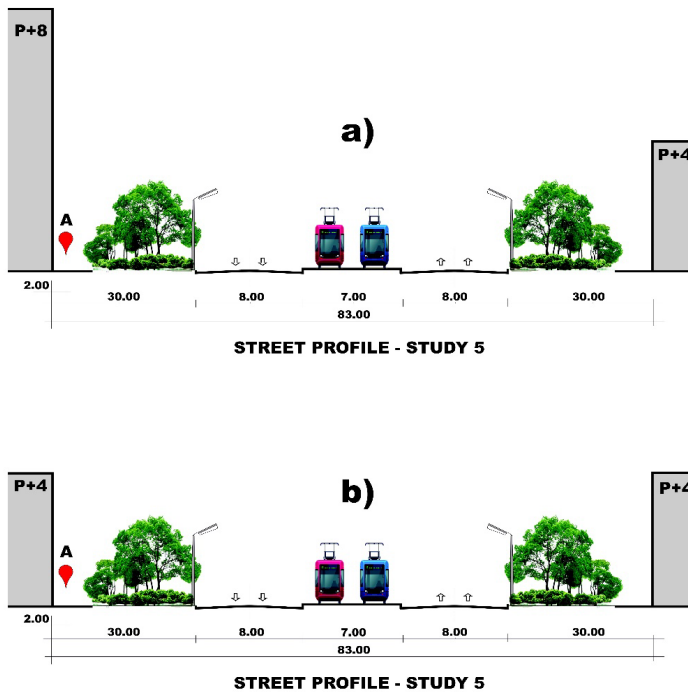 P+8
a)
P+4
A
2.00
30.00 8.00 7.00 8.00 30.00
83.00
STREET PROFILE - STUDY 5
P+4 b) P+4
A
2.00
30.00 8.00 7.00 8.00 30.00
83.00
STREET PROFILE - STUDY 5